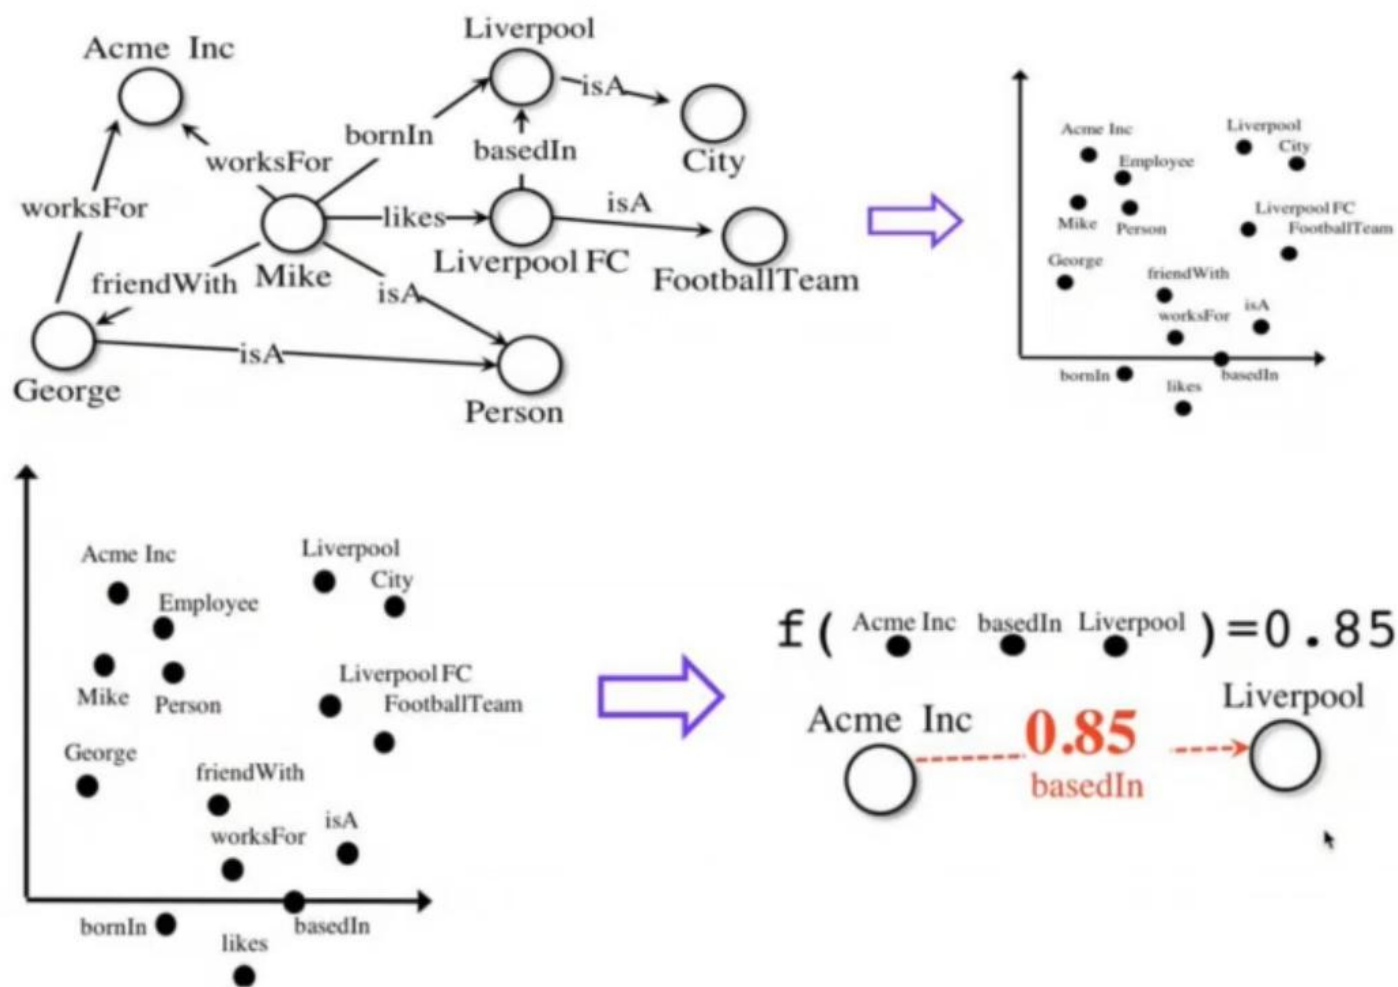 Acme Inc
Liverpool
isA
City
bornIn
basedIn
worksFor
worksFor
likes
isA
Liverpool FC
FootballTeam
friendWith
Mike
isA
isA
George
Person
Acme Inc
Liverpool
City
Employee
Mike
Person
Liverpool FC
FootballTeam
George
friendWith
worksFor
isA
bornIn
basedIn
likes
Acme Inc
Liverpool
City
Employee
Mike
Person
Liverpool FC
FootballTeam
George
friendWith
worksFor
isA
bornIn
basedIn
likes
f( Acme Inc basedIn Liverpool )=0.85
Acme Inc
0.85
basedIn
Liverpool